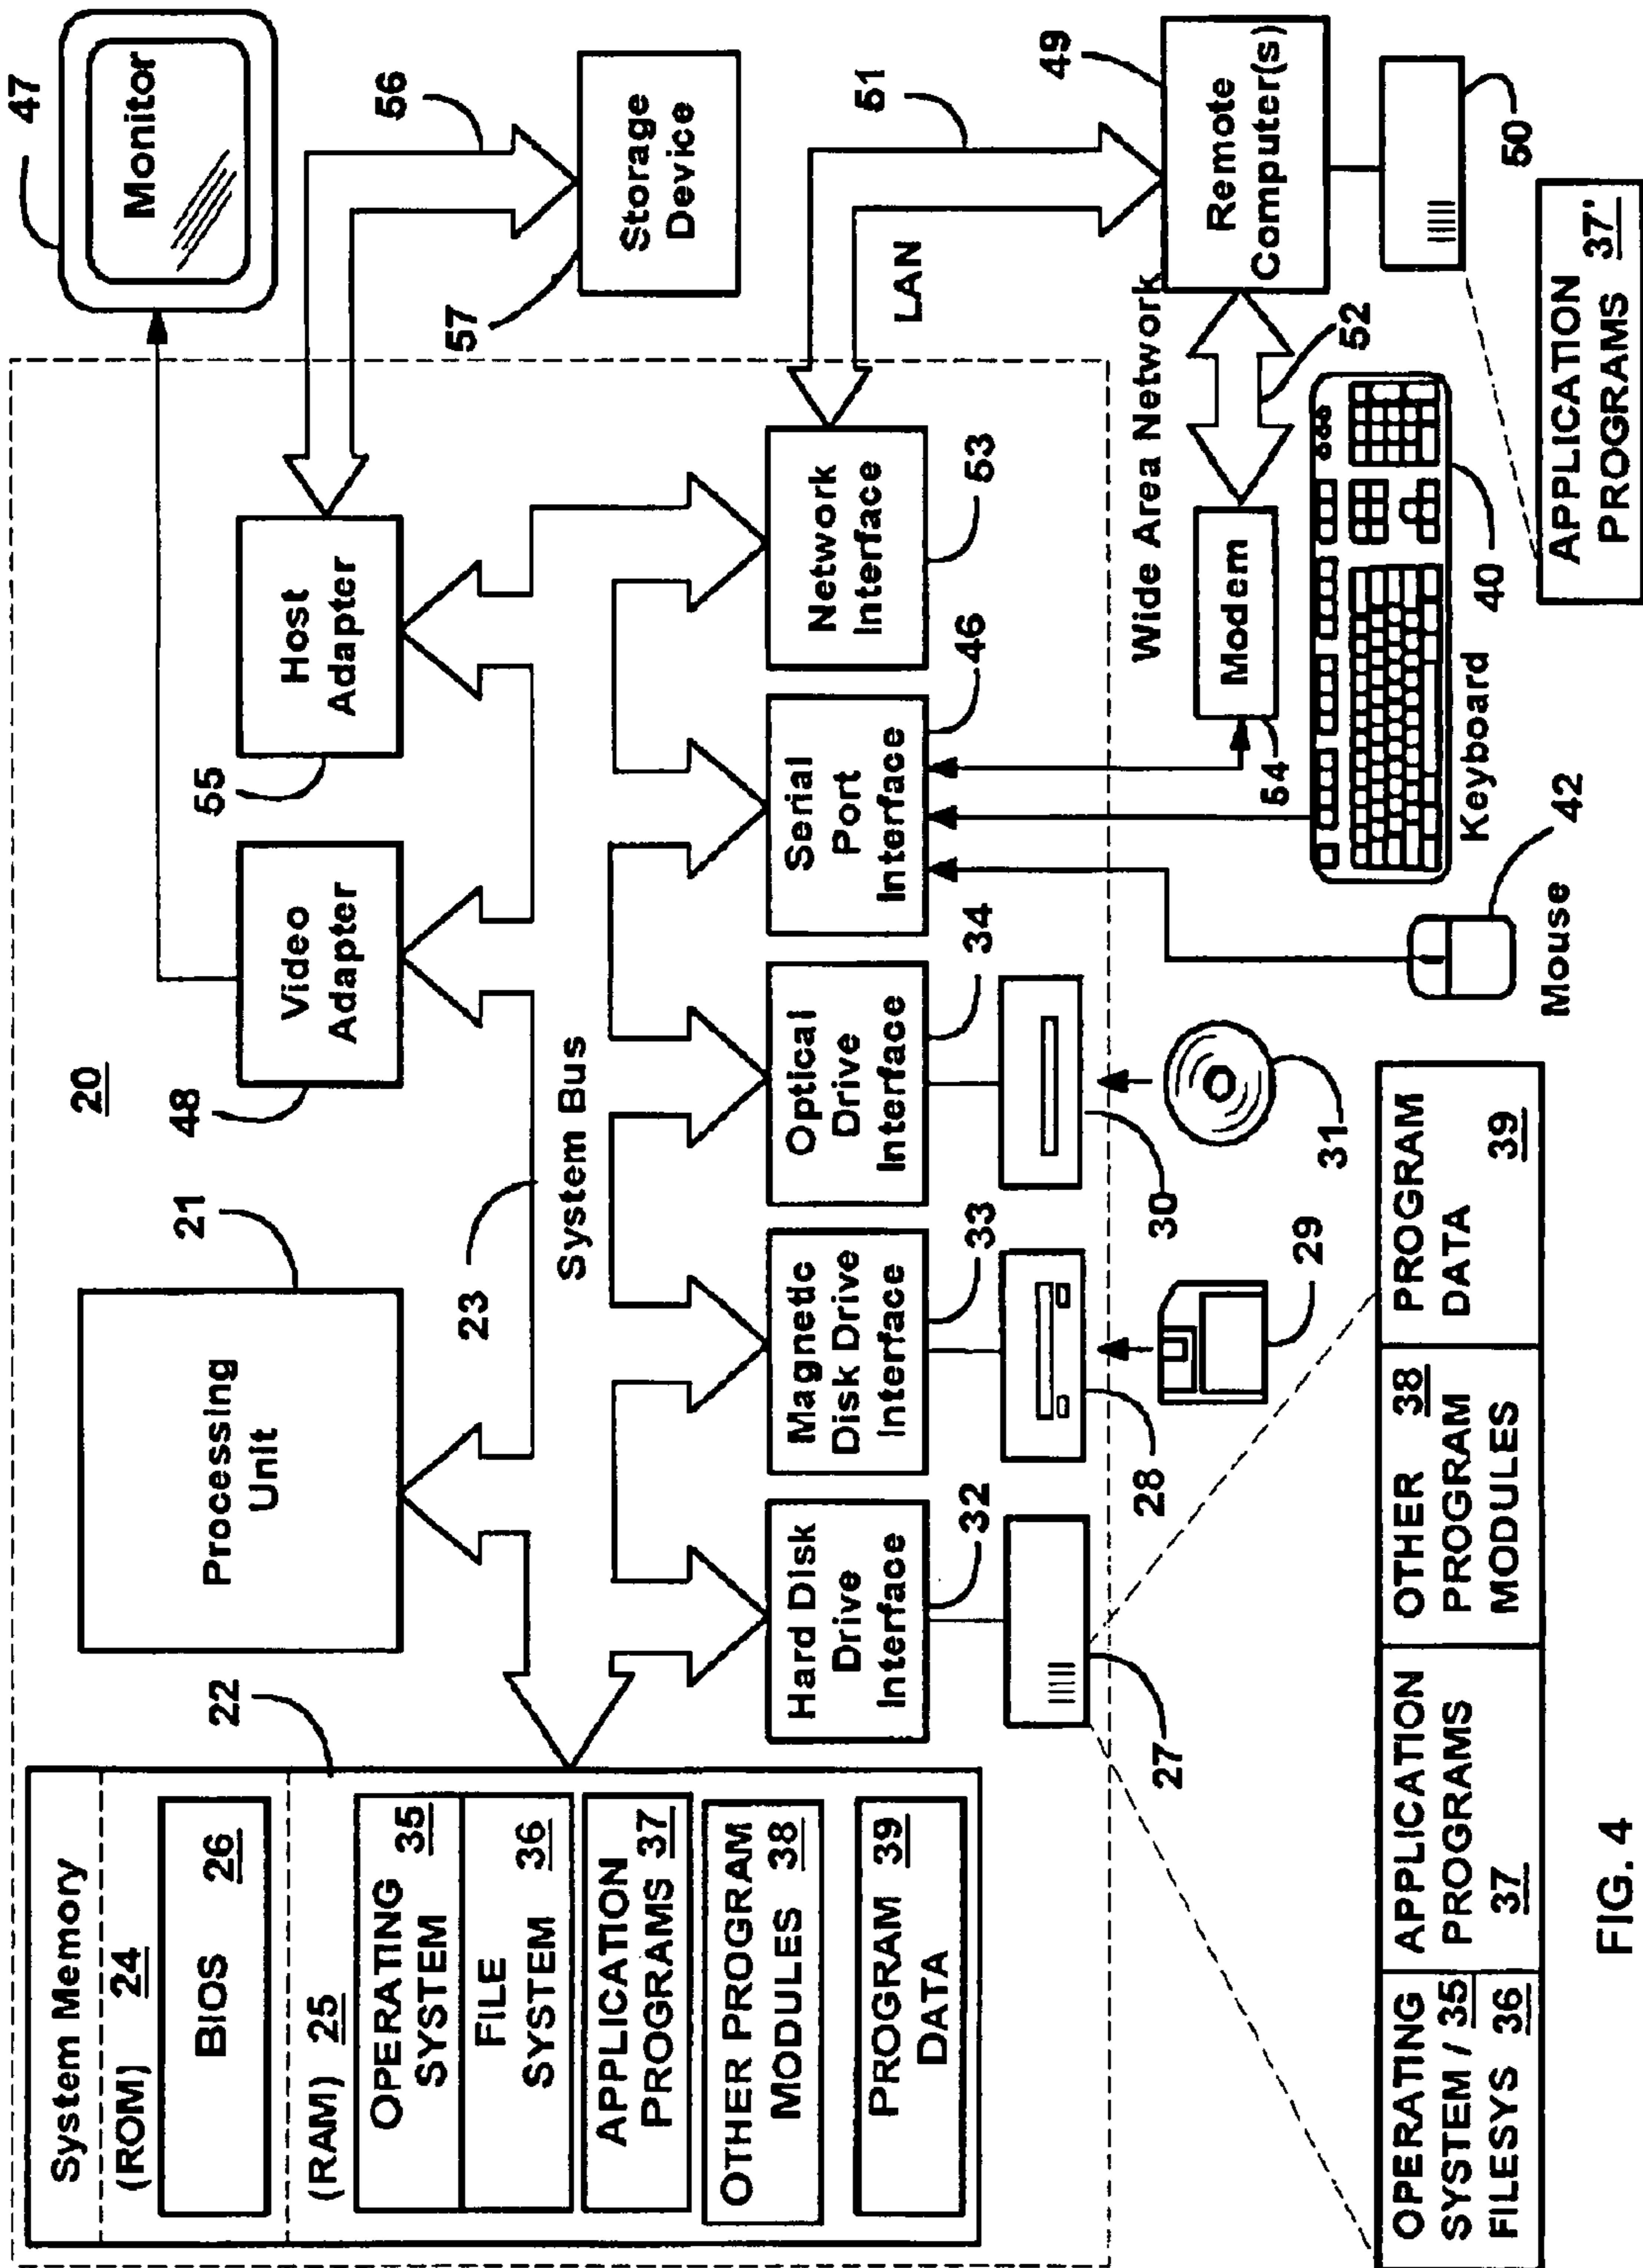 20
47
Monitor
System Memory
(ROM) 24
BIOS 26
(RAM) 25
OPERATING
SYSTEM 35
FILE
SYSTEM 36
APPLICATION
PROGRAMS 37
OTHER PROGRAM
MODULES 38
PROGRAM 39
DATA
22
Processing
Unit
21
Video
Adapter
48
Host
Adapter
55
56
Storage
Device
57
23
System Bus
Hard Disk
Drive
Interface
32
Magnetic
Disk Drive
Interface
33
Optical
Drive
Interface
34
Serial
Port
Interface
46
Network
Interface
53
LAN
51
27
28
29
30
31
Wide Area Network
Modem
54
52
Remote
Computer(s)
49
50
Mouse
42
Keyboard
40
OPERATING
SYSTEM / 35
FILESYS 36
APPLICATION
PROGRAMS
37
OTHER 38
PROGRAM
MODULES
PROGRAM
DATA
39
APPLICATION
PROGRAMS 37'
FIG. 4